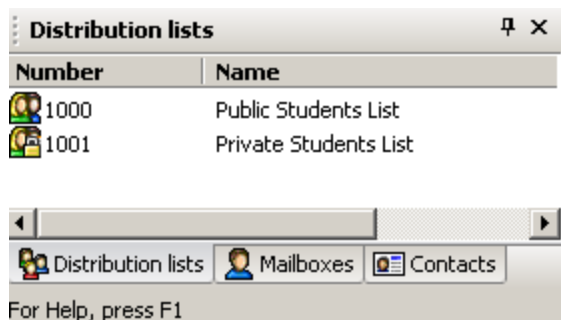 Distribution lists
Number Name
1000 Public Students List
1001 Private Students List
Distribution lists Mailboxes Contacts
For Help, press F1